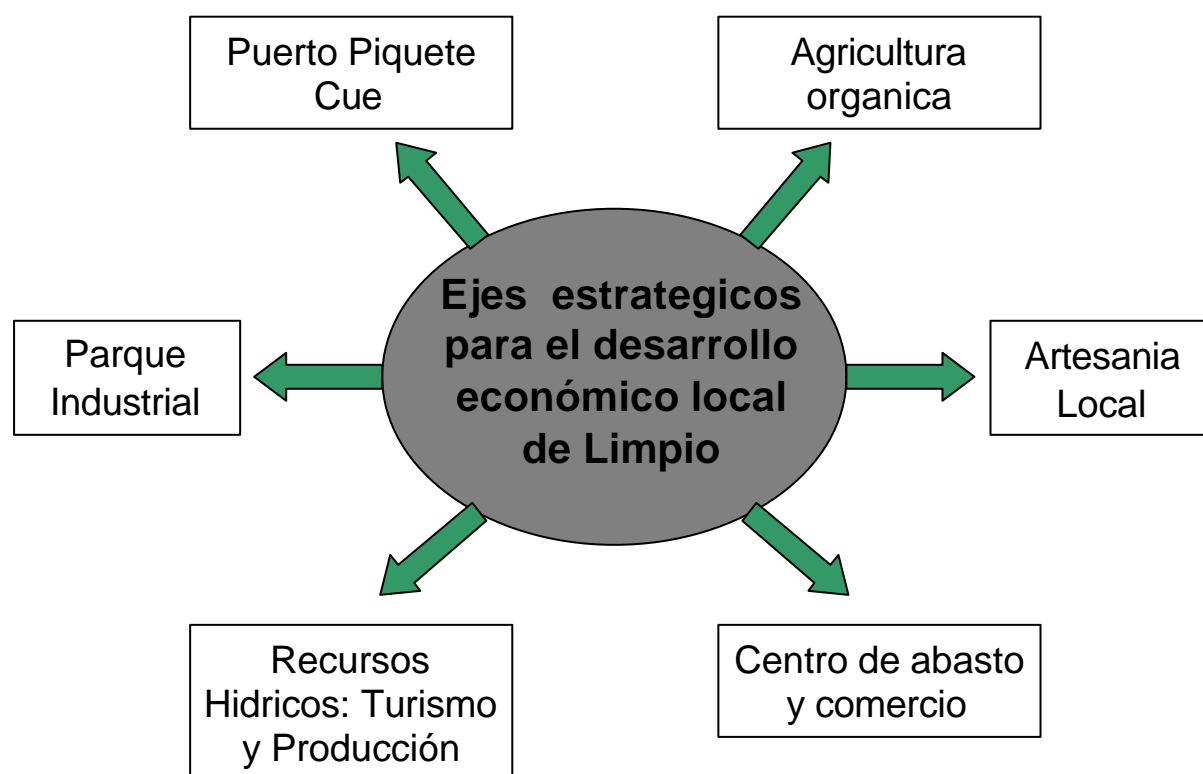 Puerto Piquete
Cue
Agricultura
organica
Ejes estrategicos
para el desarrollo
económico local
de Limpio
Parque
Industrial
Artesania
Local
Recursos
Hidricos: Turismo
y Producción
Centro de abasto
y comercio